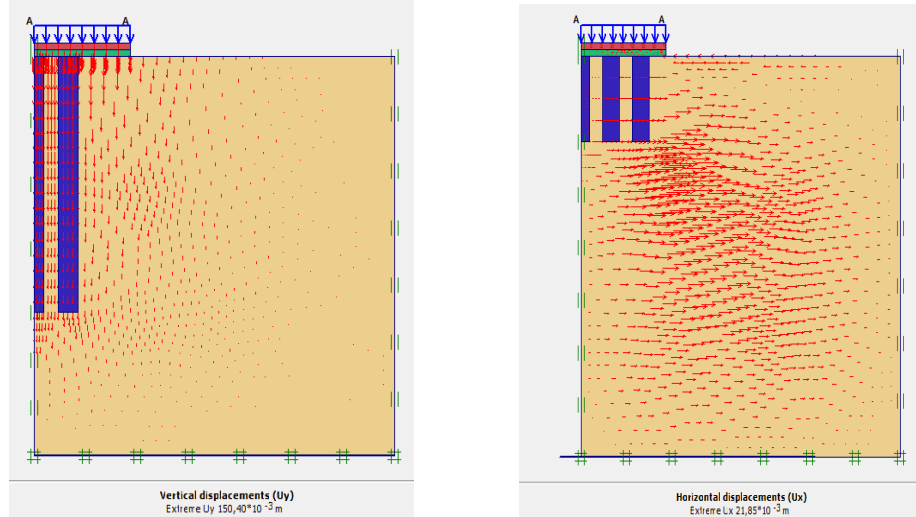 A A
A A
Vertical displacements (Uy)
Extreme Uy 150,40*10 -3 m
Horizontal displacements (Ux)
Extreme Ux 21,85*10 -3 m